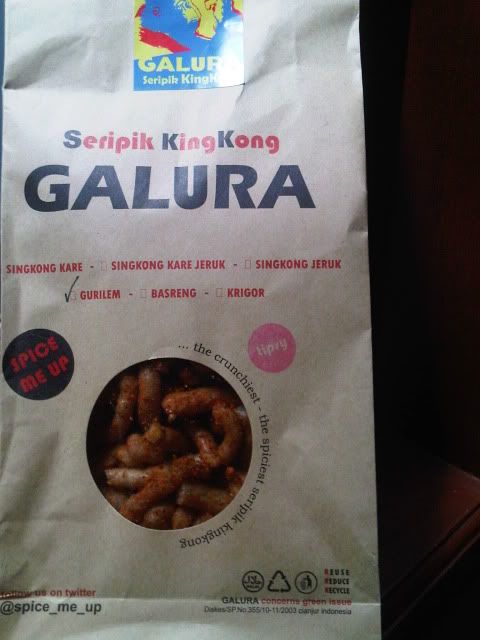 GALURA
Seripik KingK
Seripik KingKong
GALURA
SINGKONG KARE - SINGKONG KARE JERUK - SINGKONG JERUK
GURILEM - BASRENG - KRIGOR
SPICE
ME UP
tipsy
... the crunchiest - the spiciest seripik kingkong
REUSE
REDUCE
RECYCLE
follow us on twitter
@spice_me_up
GALURA concerns green issue
Diskes/SP.No.355/10-11/2003 cianjur indonesia